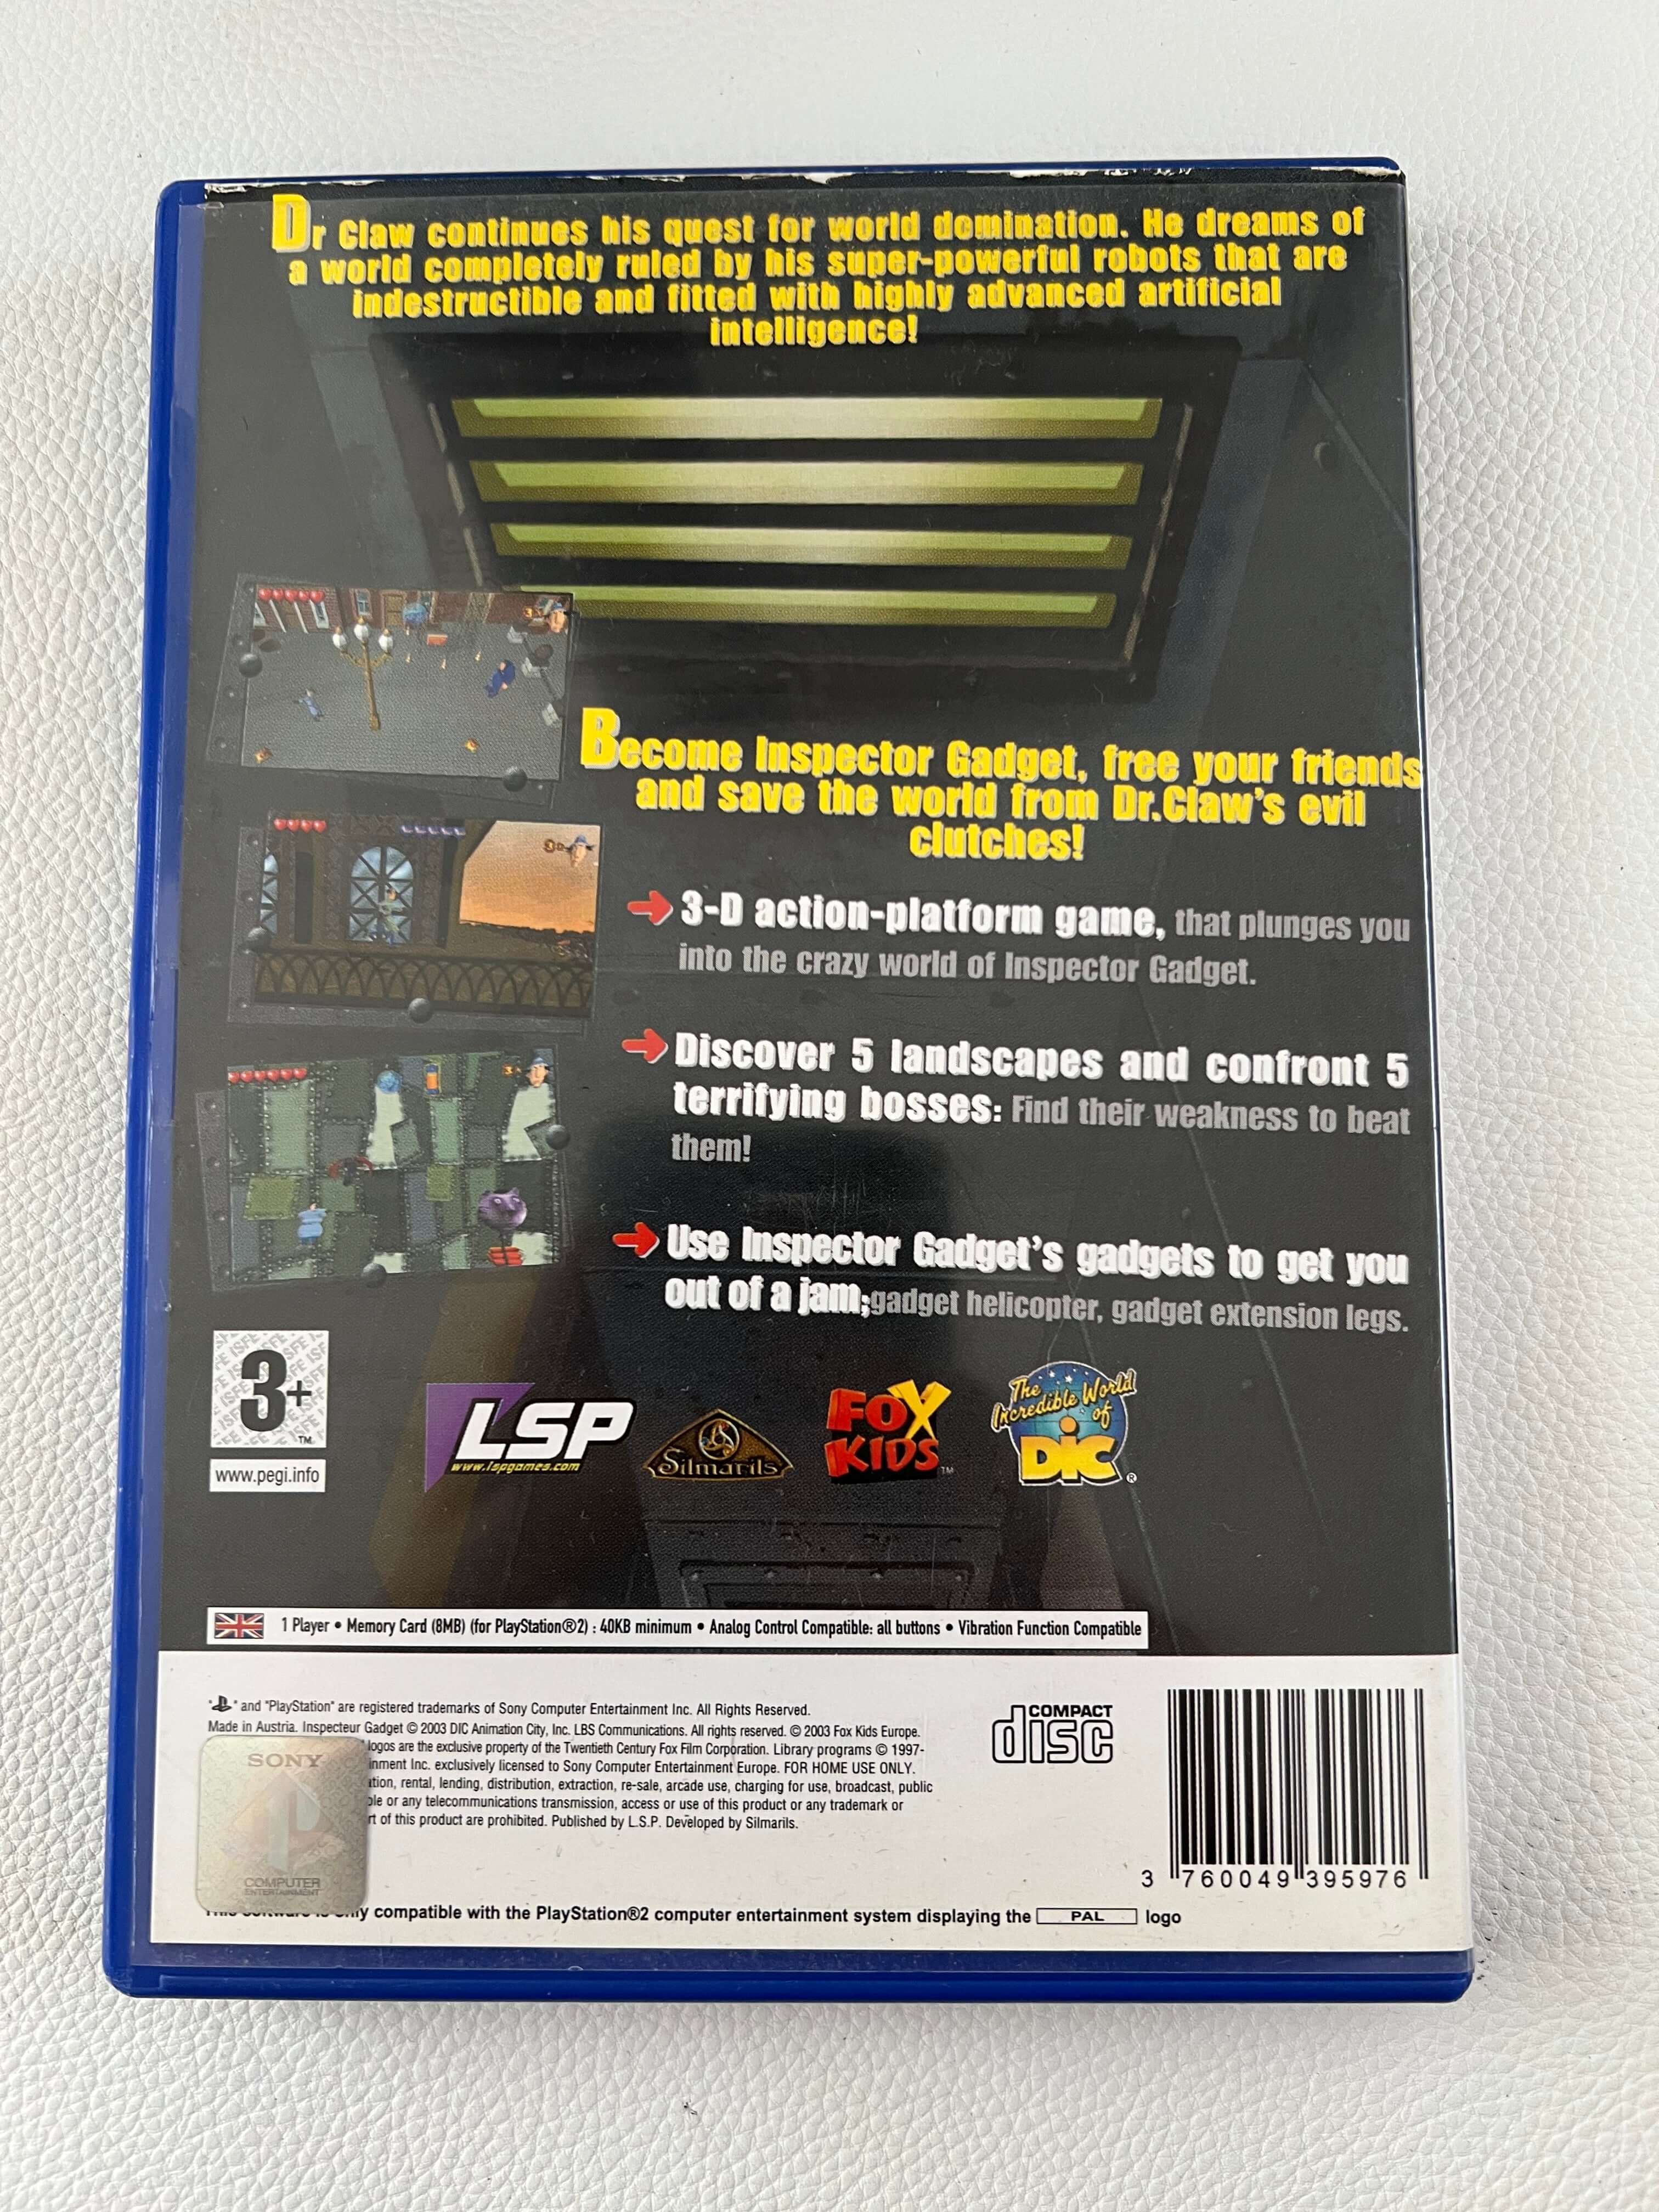 Dr Claw continues his quest for world domination. He dreams of
a world completely ruled by his super-powerful robots that are
indestructible and fitted with highly advanced artificial
intelligence!
Become Inspector Gadget, free your friends
and save the world from Dr.Claw's evil
clutches!
3-D action-platform game, that plunges you
into the crazy world of Inspector Gadget.
Discover 5 landscapes and confront 5
terrifying bosses: Find their weakness to beat
them!
Use Inspector Gadget's gadgets to get you
out of a jam;gadget helicopter, gadget extension legs.
3+
TM
www.pegi.info
LSP
www.lspgames.com
Silmarils
FOX
KIDS
TM
The
Incredible World
of
DIC
®
1 Player • Memory Card (8MB) (for PlayStation®2) : 40KB minimum • Analog Control Compatible: all buttons • Vibration Function Compatible
" " and "PlayStation" are registered trademarks of Sony Computer Entertainment Inc. All Rights Reserved.
Made in Austria. Inspecteur Gadget © 2003 DIC Animation City, Inc. LBS Communications. All rights reserved. © 2003 Fox Kids Europe.
logos are the exclusive property of the Twentieth Century Fox Film Corporation. Library programs © 1997-
inment Inc. exclusively licensed to Sony Computer Entertainment Europe. FOR HOME USE ONLY.
ation, rental, lending, distribution, extraction, re-sale, arcade use, charging for use, broadcast, public
ble or any telecommunications transmission, access or use of this product or any trademark or
rt of this product are prohibited. Published by L.S.P. Developed by Silmarils.
SONY
COMPUTER
ENTERTAINMENT
COMPACT
disc
3 760049 395976
only compatible with the PlayStation®2 computer entertainment system displaying the PAL logo